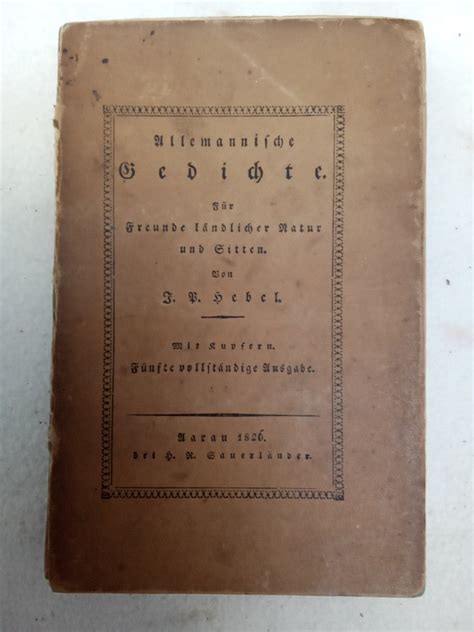 Allemannische
Gedichte.
Für
Freunde ländlicher Natur
und Sitten.
Von
J. P. Hebel.
Mit Kupfern.
Fünfte vollständige Ausgabe.
Aarau 1826.
bei H. R. Sauerländer.